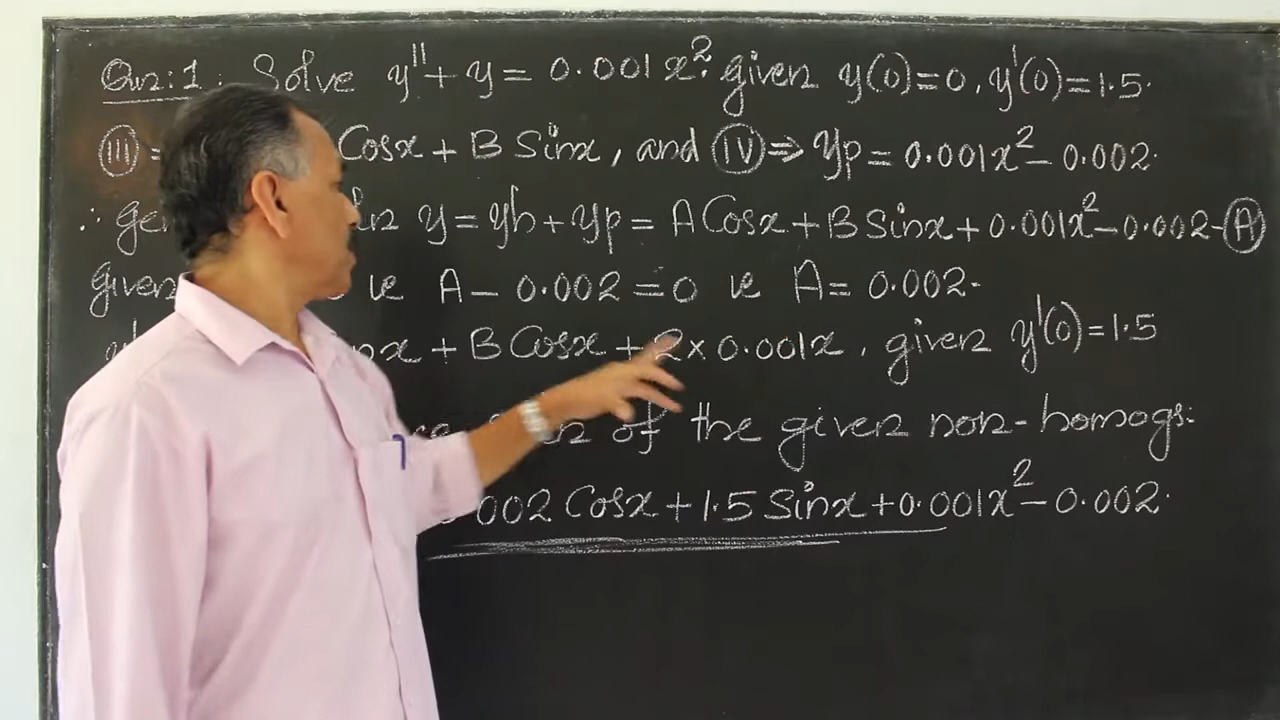 Qn:1: Solve y'' + y = 0.001x². given y(0)=0, y'(0)=1.5.
(III) = Cosx + B Sinx, and (IV) ⇒ yp = 0.001x² - 0.002.
∴ y = yh + yp = A Cosx + B Sinx + 0.001x² - 0.002 - (A)
given ie A - 0.002 = 0 ie A = 0.002.
+ B Cosx + 2 × 0.001x, given y'(0) = 1.5
of the given non-homogs:
002 Cosx + 1.5 Sinx + 0.001x² - 0.002.